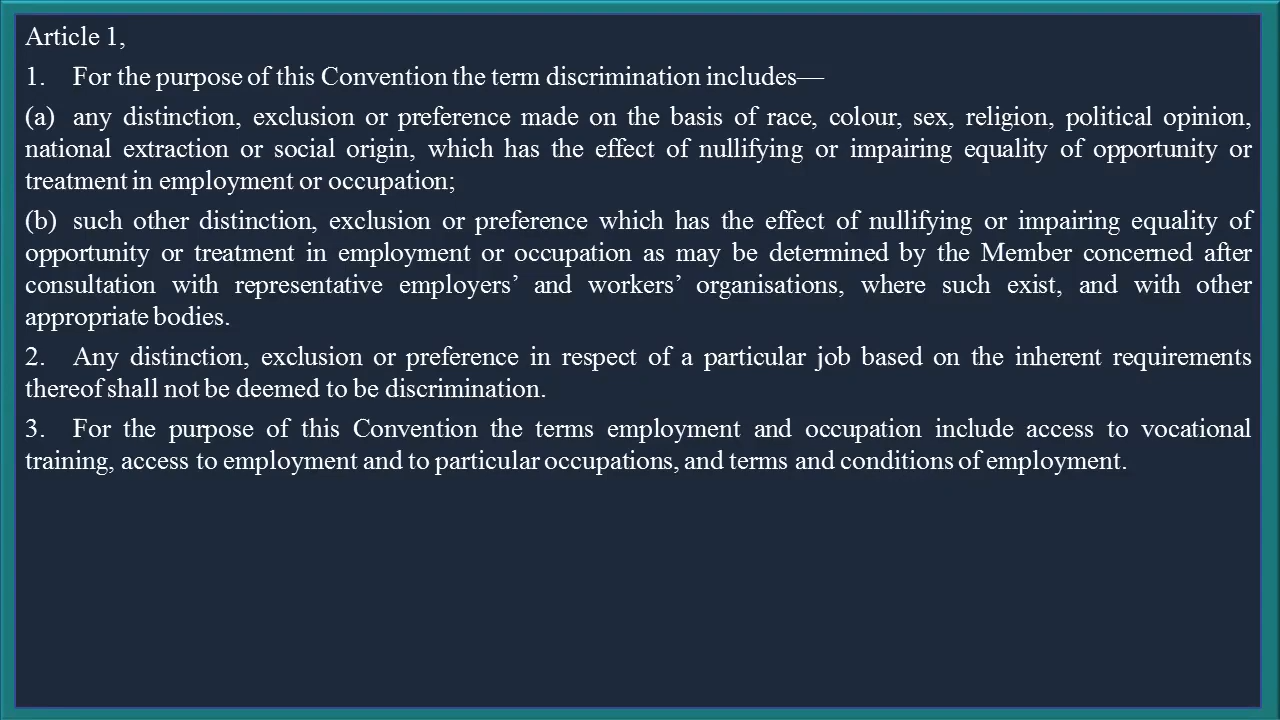 Article 1,
1. For the purpose of this Convention the term discrimination includes—
(a) any distinction, exclusion or preference made on the basis of race, colour, sex, religion, political opinion,
national extraction or social origin, which has the effect of nullifying or impairing equality of opportunity or
treatment in employment or occupation;
(b) such other distinction, exclusion or preference which has the effect of nullifying or impairing equality of
opportunity or treatment in employment or occupation as may be determined by the Member concerned after
consultation with representative employers’ and workers’ organisations, where such exist, and with other
appropriate bodies.
2. Any distinction, exclusion or preference in respect of a particular job based on the inherent requirements
thereof shall not be deemed to be discrimination.
3. For the purpose of this Convention the terms employment and occupation include access to vocational
training, access to employment and to particular occupations, and terms and conditions of employment.